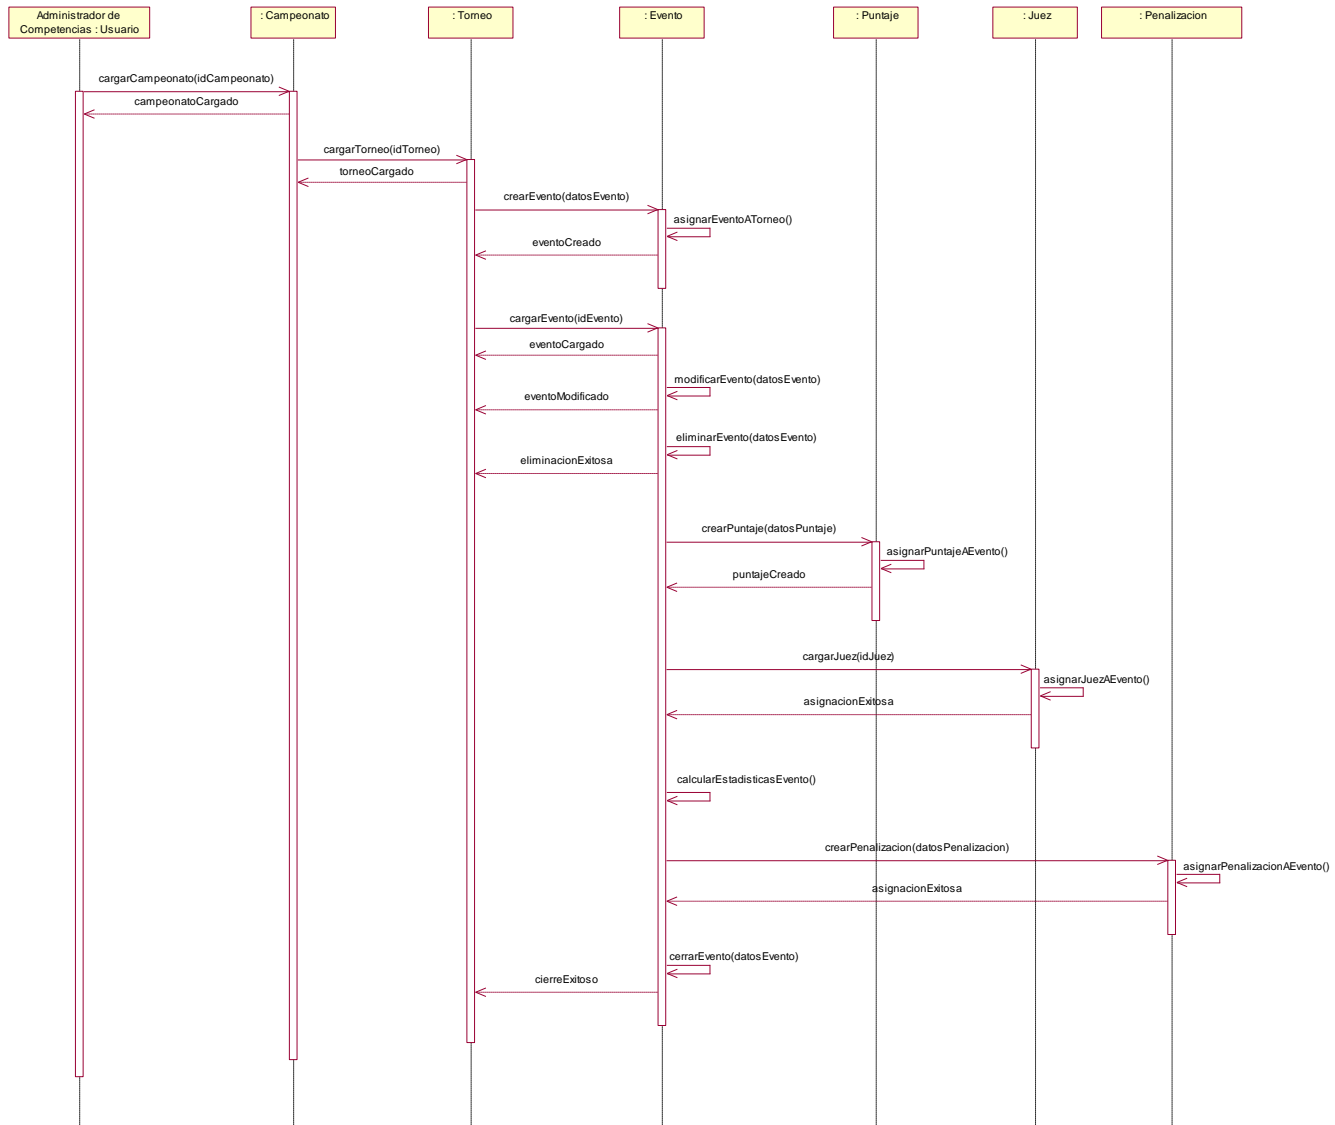 Administrador de
Competencias : Usuario
: Campeonato
: Torneo
: Evento
: Puntaje
: Juez
: Penalizacion
cargarCampeonato(idCampeonato)
campeonatoCargado
cargarTorneo(idTorneo)
torneoCargado
crearEvento(datosEvento)
asignarEventoATorneo()
eventoCreado
cargarEvento(idEvento)
eventoCargado
modificarEvento(datosEvento)
eventoModificado
eliminarEvento(datosEvento)
eliminacionExitosa
crearPuntaje(datosPuntaje)
asignarPuntajeAEvento()
puntajeCreado
cargarJuez(idJuez)
asignarJuezAEvento()
asignacionExitosa
calcularEstadisticasEvento()
crearPenalizacion(datosPenalizacion)
asignarPenalizacionAEvento()
asignacionExitosa
cerrarEvento(datosEvento)
cierreExitoso